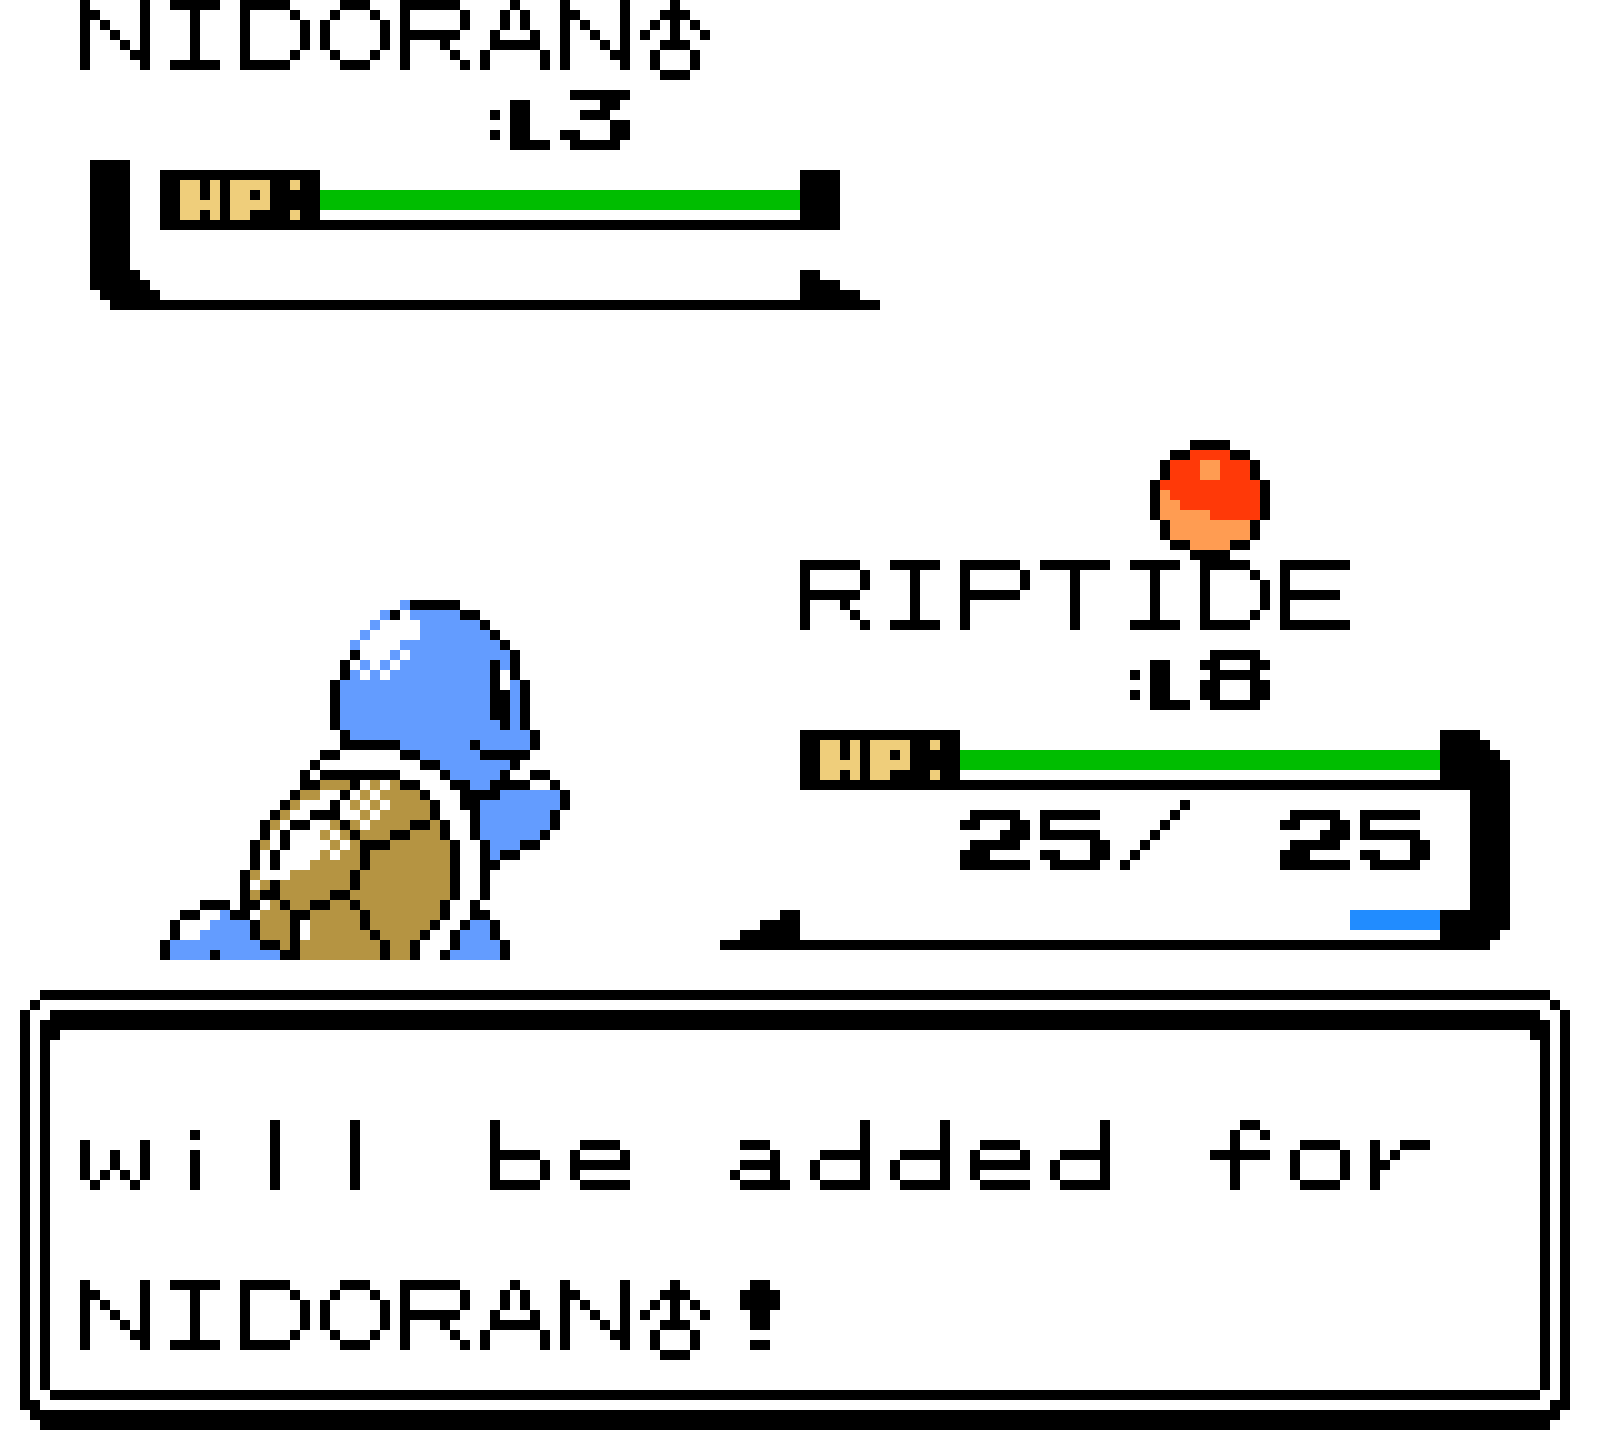 NIDORAN♂
:L3
HP:
RIPTIDE
:L8
HP:
25/ 25
will be added for
NIDORAN♂!